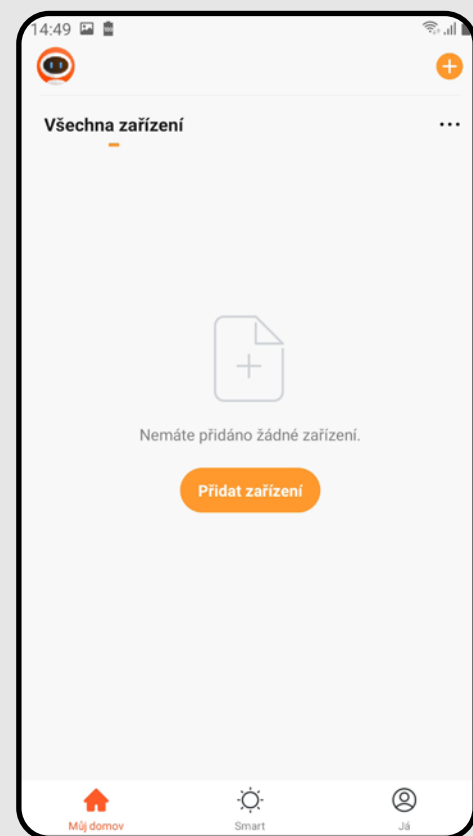 14:49
Všechna zařízení
Nemáte přidáno žádné zařízení.
Přidat zařízení
Můj domov
Smart
Já